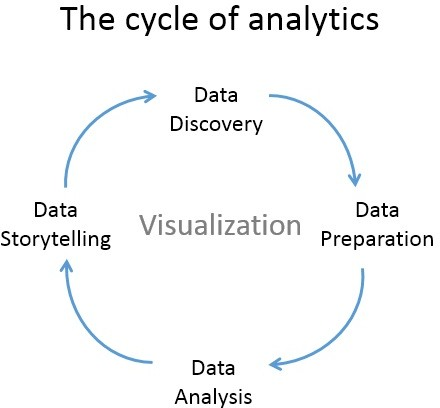 The cycle of analytics
Data
Discovery
Data
Storytelling
Visualization
Data
Preparation
Data
Analysis